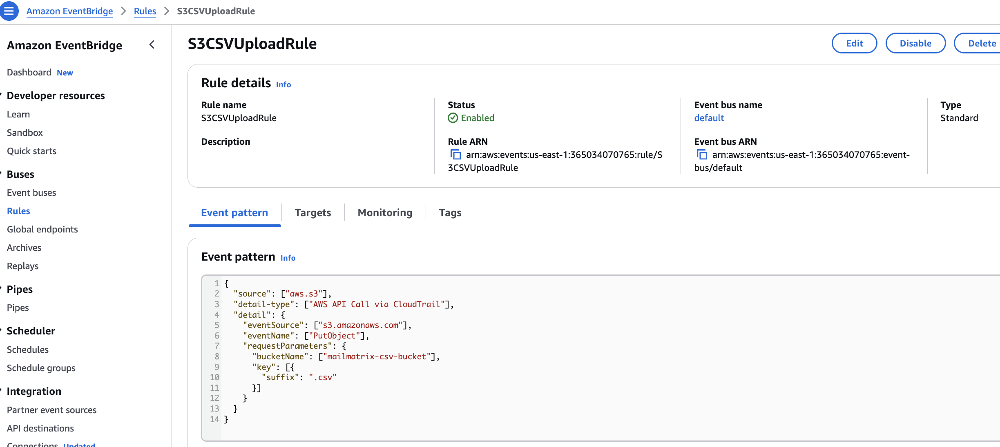 Amazon EventBridge > Rules > S3CSVUploadRule
Amazon EventBridge
Dashboard New
Developer resources
Learn
Sandbox
Quick starts
Buses
Event buses
Rules
Global endpoints
Archives
Replays
Pipes
Pipes
Scheduler
Schedules
Schedule groups
Integration
Partner event sources
API destinations
Connections Updated
S3CSVUploadRule
Edit
Disable
Delete
Rule details Info
Rule name
S3CSVUploadRule
Description
Status
Enabled
Rule ARN
arn:aws:events:us-east-1:365034070765:rule/S
3CSVUploadRule
Event bus name
default
Event bus ARN
arn:aws:events:us-east-1:365034070765:event-
bus/default
Type
Standard
Event pattern
Targets
Monitoring
Tags
Event pattern Info
1 {
2   "source": ["aws.s3"],
3   "detail-type": ["AWS API Call via CloudTrail"],
4   "detail": {
5     "eventSource": ["s3.amazonaws.com"],
6     "eventName": ["PutObject"],
7     "requestParameters": {
8       "bucketName": ["mailmatrix-csv-bucket"],
9       "key": [{
10         "suffix": ".csv"
11       }]
12     }
13   }
14 }